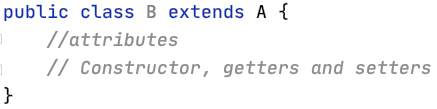 public class B extends A {
    //attributes
    // Constructor, getters and setters
}